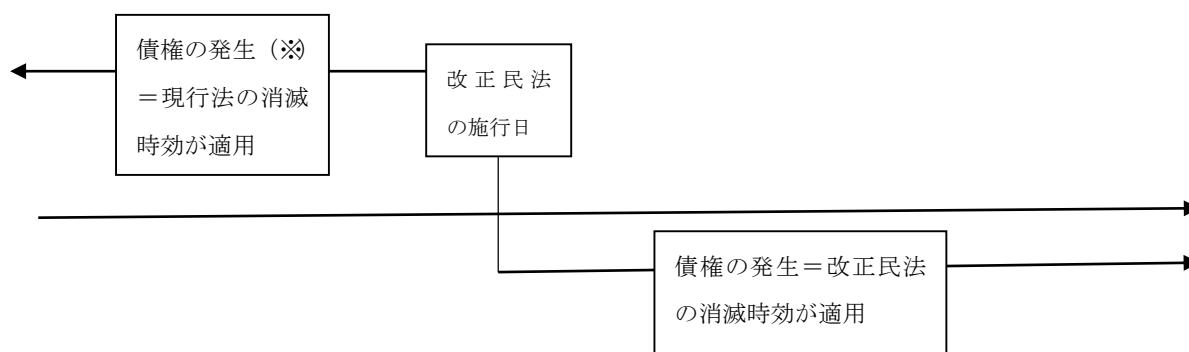 債権の発生（※）
＝現行法の消滅
時効が適用
改正民法
の施行日
債権の発生＝改正民法
の消滅時効が適用